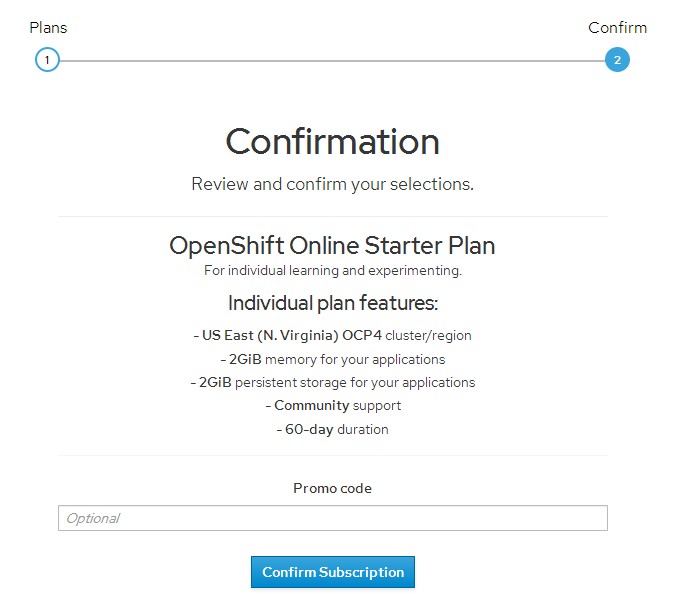 Plans
Confirm
1
2
Confirmation
Review and confirm your selections.
OpenShift Online Starter Plan
For individual learning and experimenting.
Individual plan features:
- US East (N. Virginia) OCP4 cluster/region
- 2GiB memory for your applications
- 2GiB persistent storage for your applications
- Community support
- 60-day duration
Promo code
Optional
Confirm Subscription